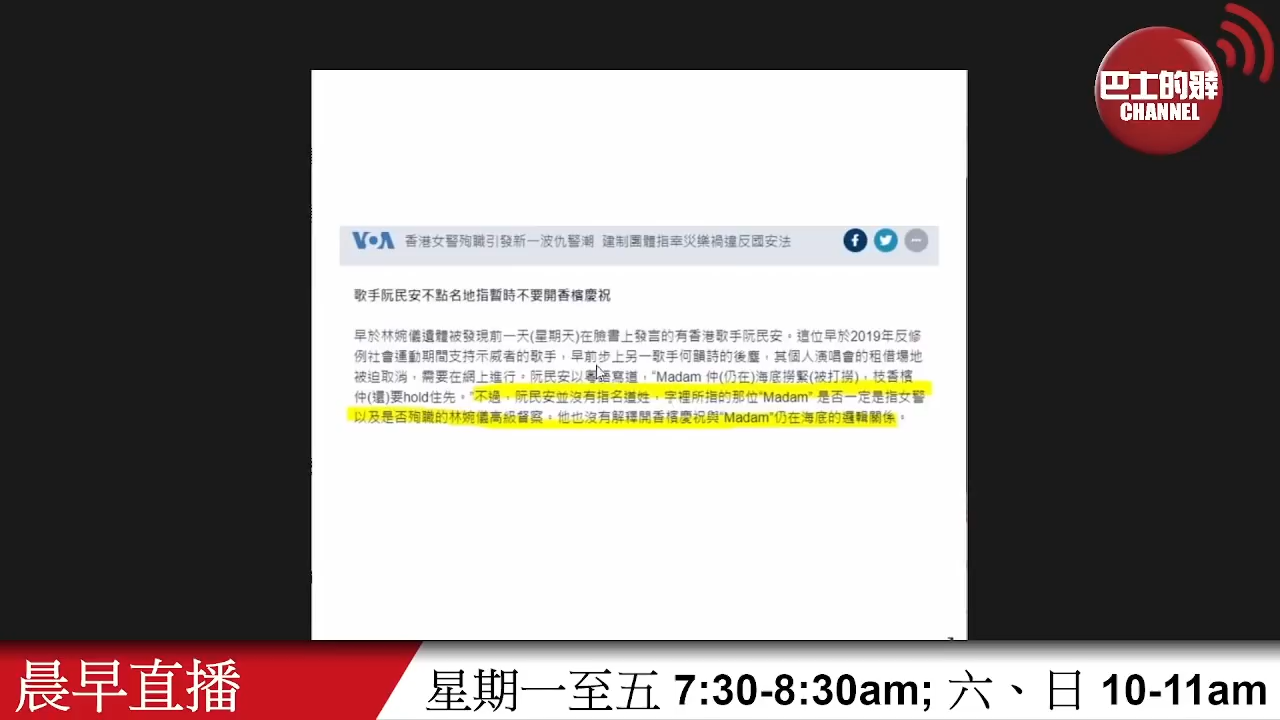 巴士的報
CHANNEL
VOA 香港女警殉職引發新一波仇警潮 建制團體指幸災樂禍違反國安法
歌手阮民安不點名地指暫時不要開香檳慶祝
早於林婉儀遺體被發現前一天(星期天)在臉書上發言的有香港歌手阮民安。這位早於2019年反修
例社會運動期間支持示威者的歌手，早前步上另一歌手何韻詩的後塵，其個人演唱會的租借場地
被迫取消，需要在網上進行。阮民安以粵語寫道，“Madam 仲(仍在)海底撈緊(被打撈)，枝香檳
仲(還)要hold住先。”不過，阮民安並沒有指名道姓，字裡所指的那位“Madam” 是否一定是指女警
以及是否殉職的林婉儀高級督察。他也沒有解釋開香檳慶祝與“Madam”仍在海底的邏輯關係。
晨早直播
星期一至五 7:30-8:30am; 六、日 10-11am